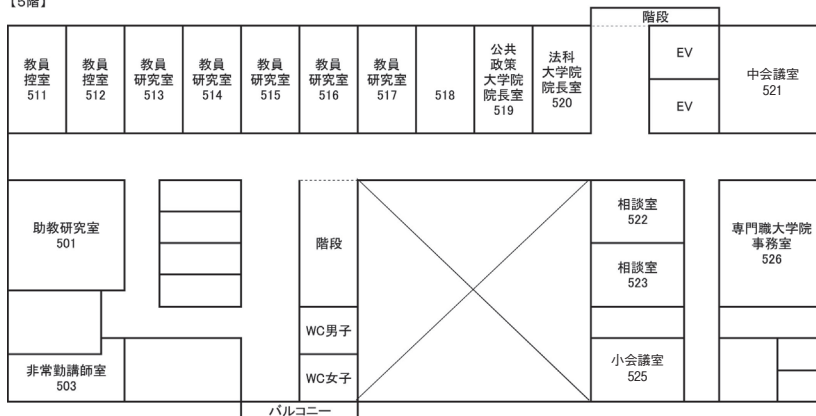 【5階】
階段
教員
控室
511
教員
控室
512
教員
研究室
513
教員
研究室
514
教員
研究室
515
教員
研究室
516
教員
研究室
517
518
公共
政策
大学院
院長室
519
法科
大学院
院長室
520
EV
EV
中会議室
521
助教研究室
501
階段
相談室
522
専門職大学院
事務室
526
相談室
523
WC男子
非常勤講師室
503
WC女子
小会議室
525
バルコニー